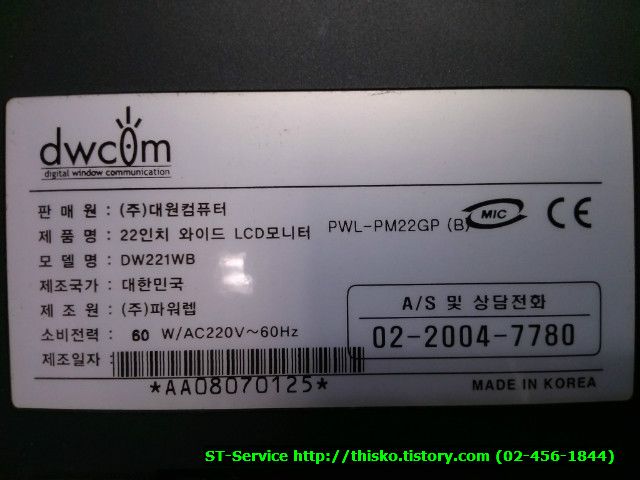 dwcom
digital window communication
판 매 원 : (주)대원컴퓨터
제 품 명 : 22인치 와이드 LCD모니터 PWL-PM22GP (B)
MIC
CE
모 델 명 : DW221WB
제조국가 : 대한민국
제 조 원 : (주)파워렙
소비전력 : 60 W/AC220V～60Hz
제조일자 :
*AA08070125*
A/S 및 상담전화
02-2004-7780
MADE IN KOREA
ST-Service http://thisko.tistory.com (02-456-1844)